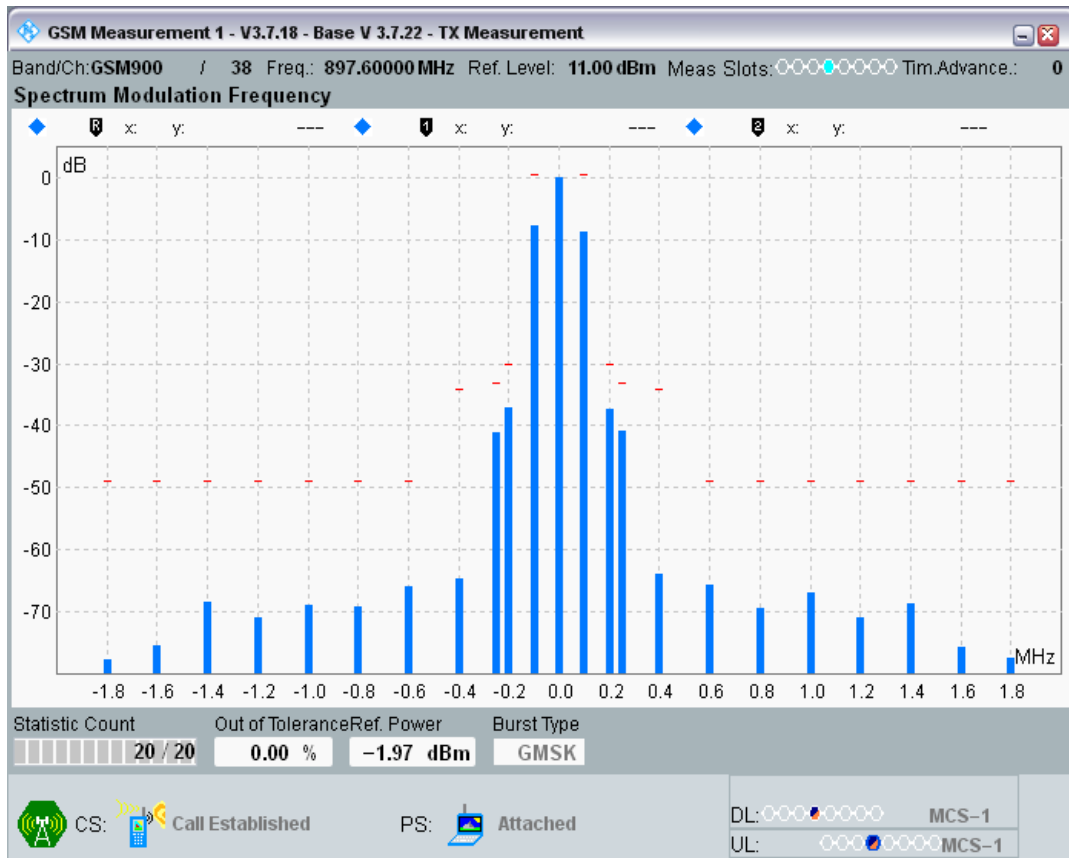 GSM Measurement 1 - V3.7.18 - Base V 3.7.22 - TX Measurement
Band/Ch:GSM900 / 38 Freq.: 897.60000 MHz Ref. Level: 11.00 dBm Meas Slots: Tim.Advance.: 0
Spectrum Modulation Frequency
R x: y: --- 1 x: y: --- 2 x: y: ---
dB
0
-10
-20
-30
-40
-50
-60
-70
MHz
-1.8 -1.6 -1.4 -1.2 -1.0 -0.8 -0.6 -0.4 -0.2 0.0 0.2 0.4 0.6 0.8 1.0 1.2 1.4 1.6 1.8
Statistic Count Out of Tolerance Ref. Power Burst Type
20 / 20 0.00 % −1.97 dBm GMSK
CS: Call Established PS: Attached
DL: MCS−1
UL: MCS−1